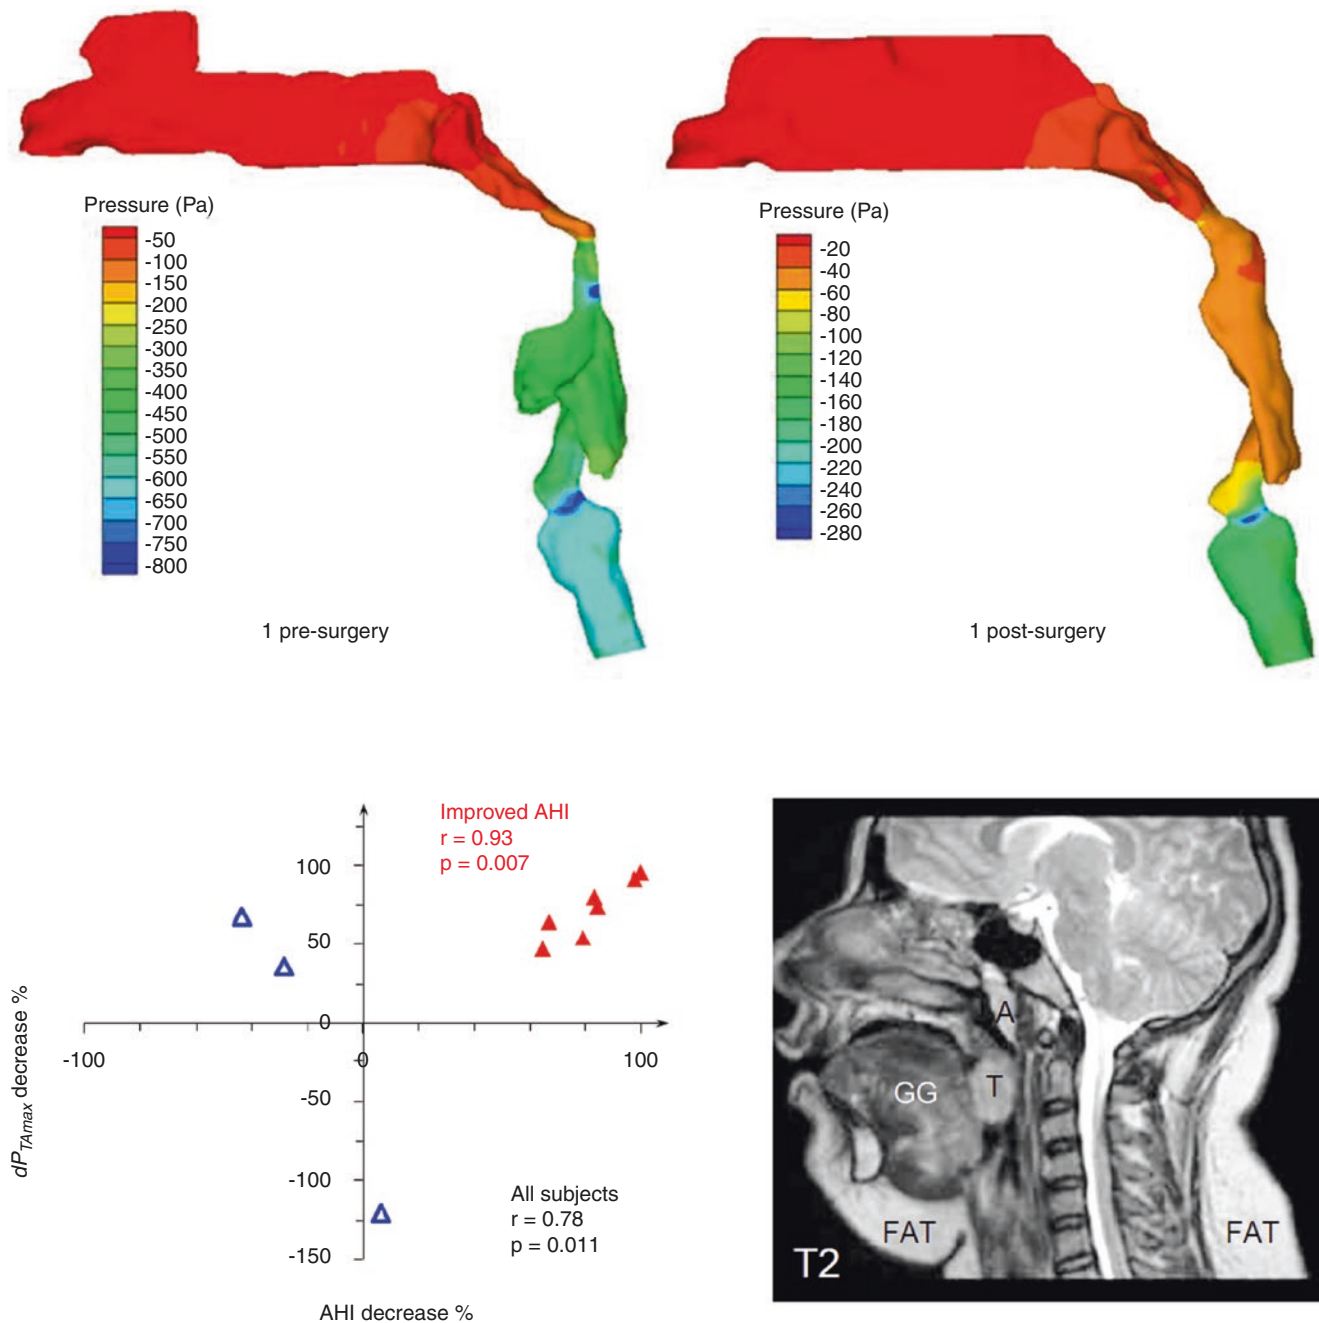 Pressure (Pa)
-50
-100
-150
-200
-250
-300
-350
-400
-450
-500
-550
-600
-650
-700
-750
-800
1 pre-surgery
Pressure (Pa)
-20
-40
-60
-80
-100
-120
-140
-160
-180
-200
-220
-240
-260
-280
1 post-surgery
Improved AHI
r = 0.93
p = 0.007
100
50
0
-50
-100
-150
-100
0
100
dPTAmax decrease %
All subjects
r = 0.78
p = 0.011
AHI decrease %
A
T
GG
FAT
FAT
T2